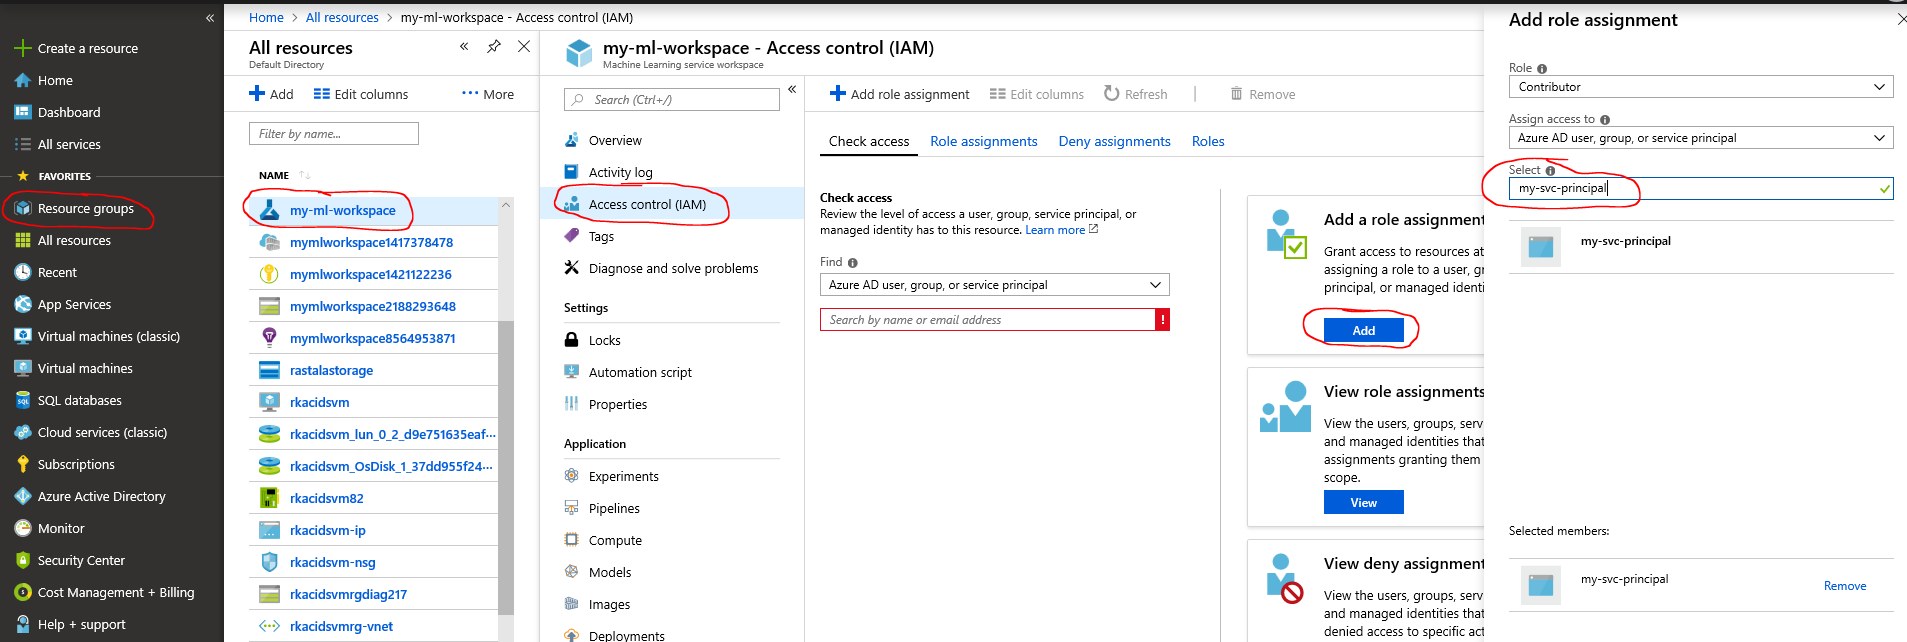 «
Create a resource
Home
Dashboard
All services
FAVORITES
Resource groups
All resources
Recent
App Services
Virtual machines (classic)
Virtual machines
SQL databases
Cloud services (classic)
Subscriptions
Azure Active Directory
Monitor
Security Center
Cost Management + Billing
Help + support
Home > All resources > my-ml-workspace - Access control (IAM)
All resources
Default Directory
Add Edit columns ··· More
Filter by name...
NAME
my-ml-workspace
mymlworkspace1417378478
mymlworkspace1421122236
mymlworkspace2188293648
mymlworkspace8564953871
rastalastorage
rkacidsvm
rkacidsvm_lun_0_2_d9e751635eaf···
rkacidsvm_OsDisk_1_37dd955f24···
rkacidsvm82
rkacidsvm-ip
rkacidsvm-nsg
rkacidsvmrgdiag217
rkacidsvmrg-vnet
my-ml-workspace - Access control (IAM)
Machine Learning service workspace
Search (Ctrl+/)
Overview
Activity log
Access control (IAM)
Tags
Diagnose and solve problems
Settings
Locks
Automation script
Properties
Application
Experiments
Pipelines
Compute
Models
Images
Deployments
Add role assignment Edit columns Refresh | Remove
Check access Role assignments Deny assignments Roles
Check access
Review the level of access a user, group, service principal, or
managed identity has to this resource. Learn more
Find
Azure AD user, group, or service principal
Search by name or email address
!
Add a role assignment
Grant access to resources at
assigning a role to a user, gr
principal, or managed identi
Add
View role assignments
View the users, groups, serv
and managed identities that
assignments granting them
scope.
View
View deny assignment
View the users, groups, serv
and managed identities that
denied access to specific act
Add role assignment
Role
Contributor
Assign access to
Azure AD user, group, or service principal
Select
my-svc-principal
my-svc-principal
Selected members:
my-svc-principal
Remove